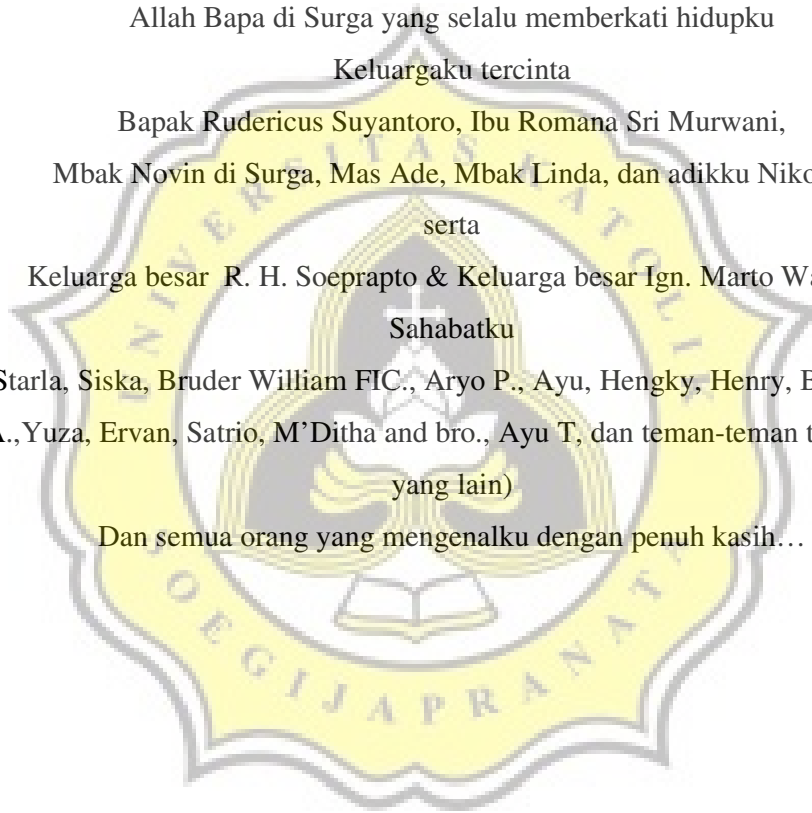 Allah Bapa di Surga yang selalu memberkati hidupku
Keluargaku tercinta
Bapak Rudericus Suyantoro, Ibu Romana Sri Murwani,
Mbak Novin di Surga, Mas Ade, Mbak Linda, dan adikku
serta
Keluarga besar R. H. Soeprapto & Keluarga besar Ign. Marto
Sahabatku
Starla, Siska, Bruder William FIC., Aryo P., Ayu, Hengky, Henry,
Yuza, Ervan, Satrio, M’Ditha and bro., Ayu T, dan teman-teman
yang lain)
Dan semua orang yang mengenalku dengan penuh kasih…
UNIVERSITAS KATOLIK
SOEGIJAPRANATA